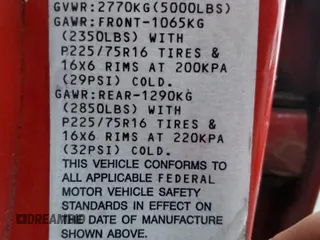 GVWR:2770KG(5000LBS)
GAWR:FRONT-1065KG
(2350LBS) WITH
P225/75R16 TIRES &
16X6 RIMS AT 200KPA
(29PSI) COLD.
GAWR:REAR-1290KG
(2850LBS) WITH
P225/75R16 TIRES &
16X6 RIMS AT 220KPA
(32PSI) COLD.
THIS VEHICLE CONFORMS TO
ALL APPLICABLE FEDERAL
MOTOR VEHICLE SAFETY
STANDARDS IN EFFECT ON
THE DATE OF MANUFACTURE
SHOWN ABOVE.